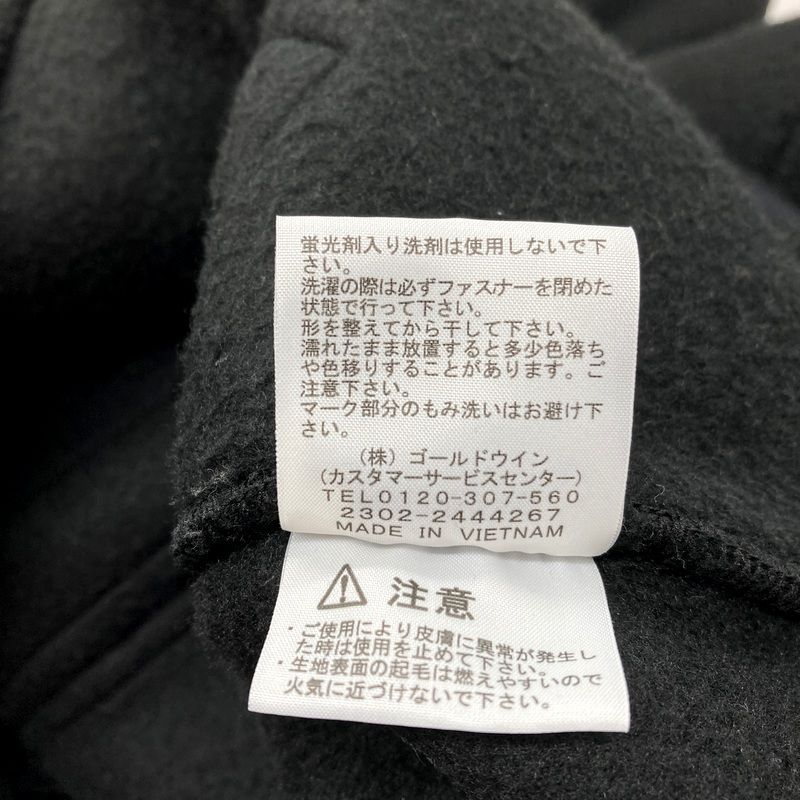 蛍光剤入り洗剤は使用しないで下
さい。
洗濯の際は必ずファスナーを閉めた
状態で行って下さい。
形を整えてから干して下さい。
濡れたまま放置すると多少色落ち
や色移りすることがあります。ご
注意下さい。
マーク部分のもみ洗いはお避け下
さい。
(株) ゴールドウイン
(カスタマーサービスセンター)
TEL0120-307-560
2302-2444267
MADE IN VIETNAM
注意
・ご使用により皮膚に異常が発生し
た時は使用を止めて下さい。
・生地表面の起毛は燃えやすいので
火気に近づけないで下さい。